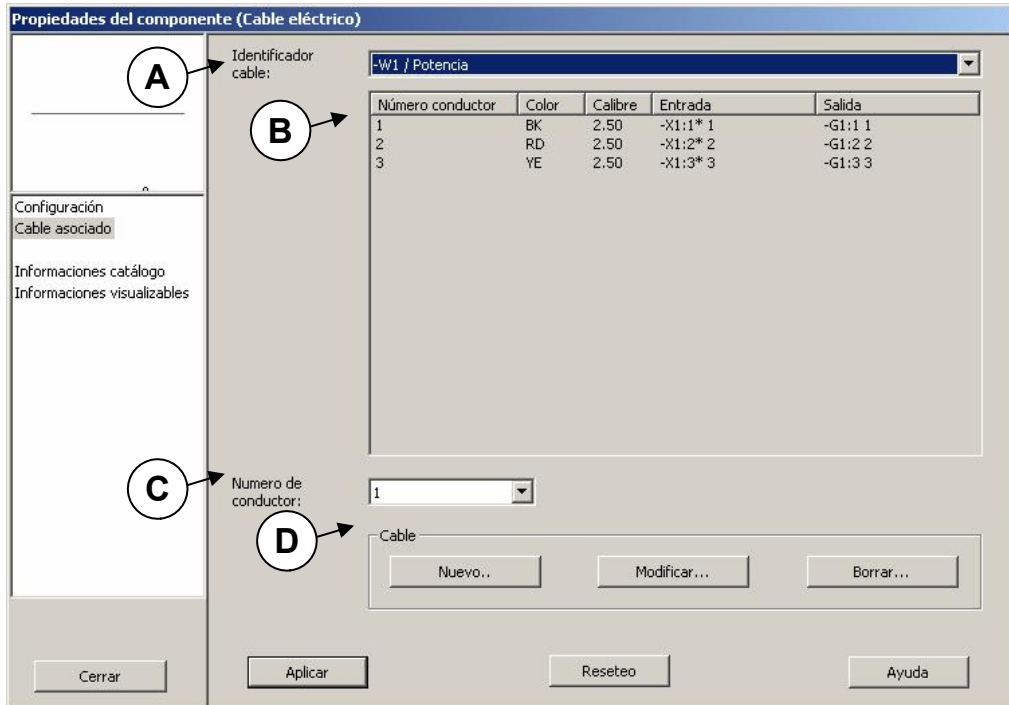 Propiedades del componente (Cable eléctrico)
A
Identificador
cable:
-W1 / Potencia
B
Número conductor Color Calibre Entrada Salida
1 BK 2.50 -X1:1* 1 -G1:1 1
2 RD 2.50 -X1:2* 2 -G1:2 2
3 YE 2.50 -X1:3* 3 -G1:3 3
Configuración
Cable asociado
Informaciones catálogo
Informaciones visualizables
C
Numero de
conductor:
1
D
Cable
Nuevo.. Modificar... Borrar...
Cerrar Aplicar Reseteo Ayuda